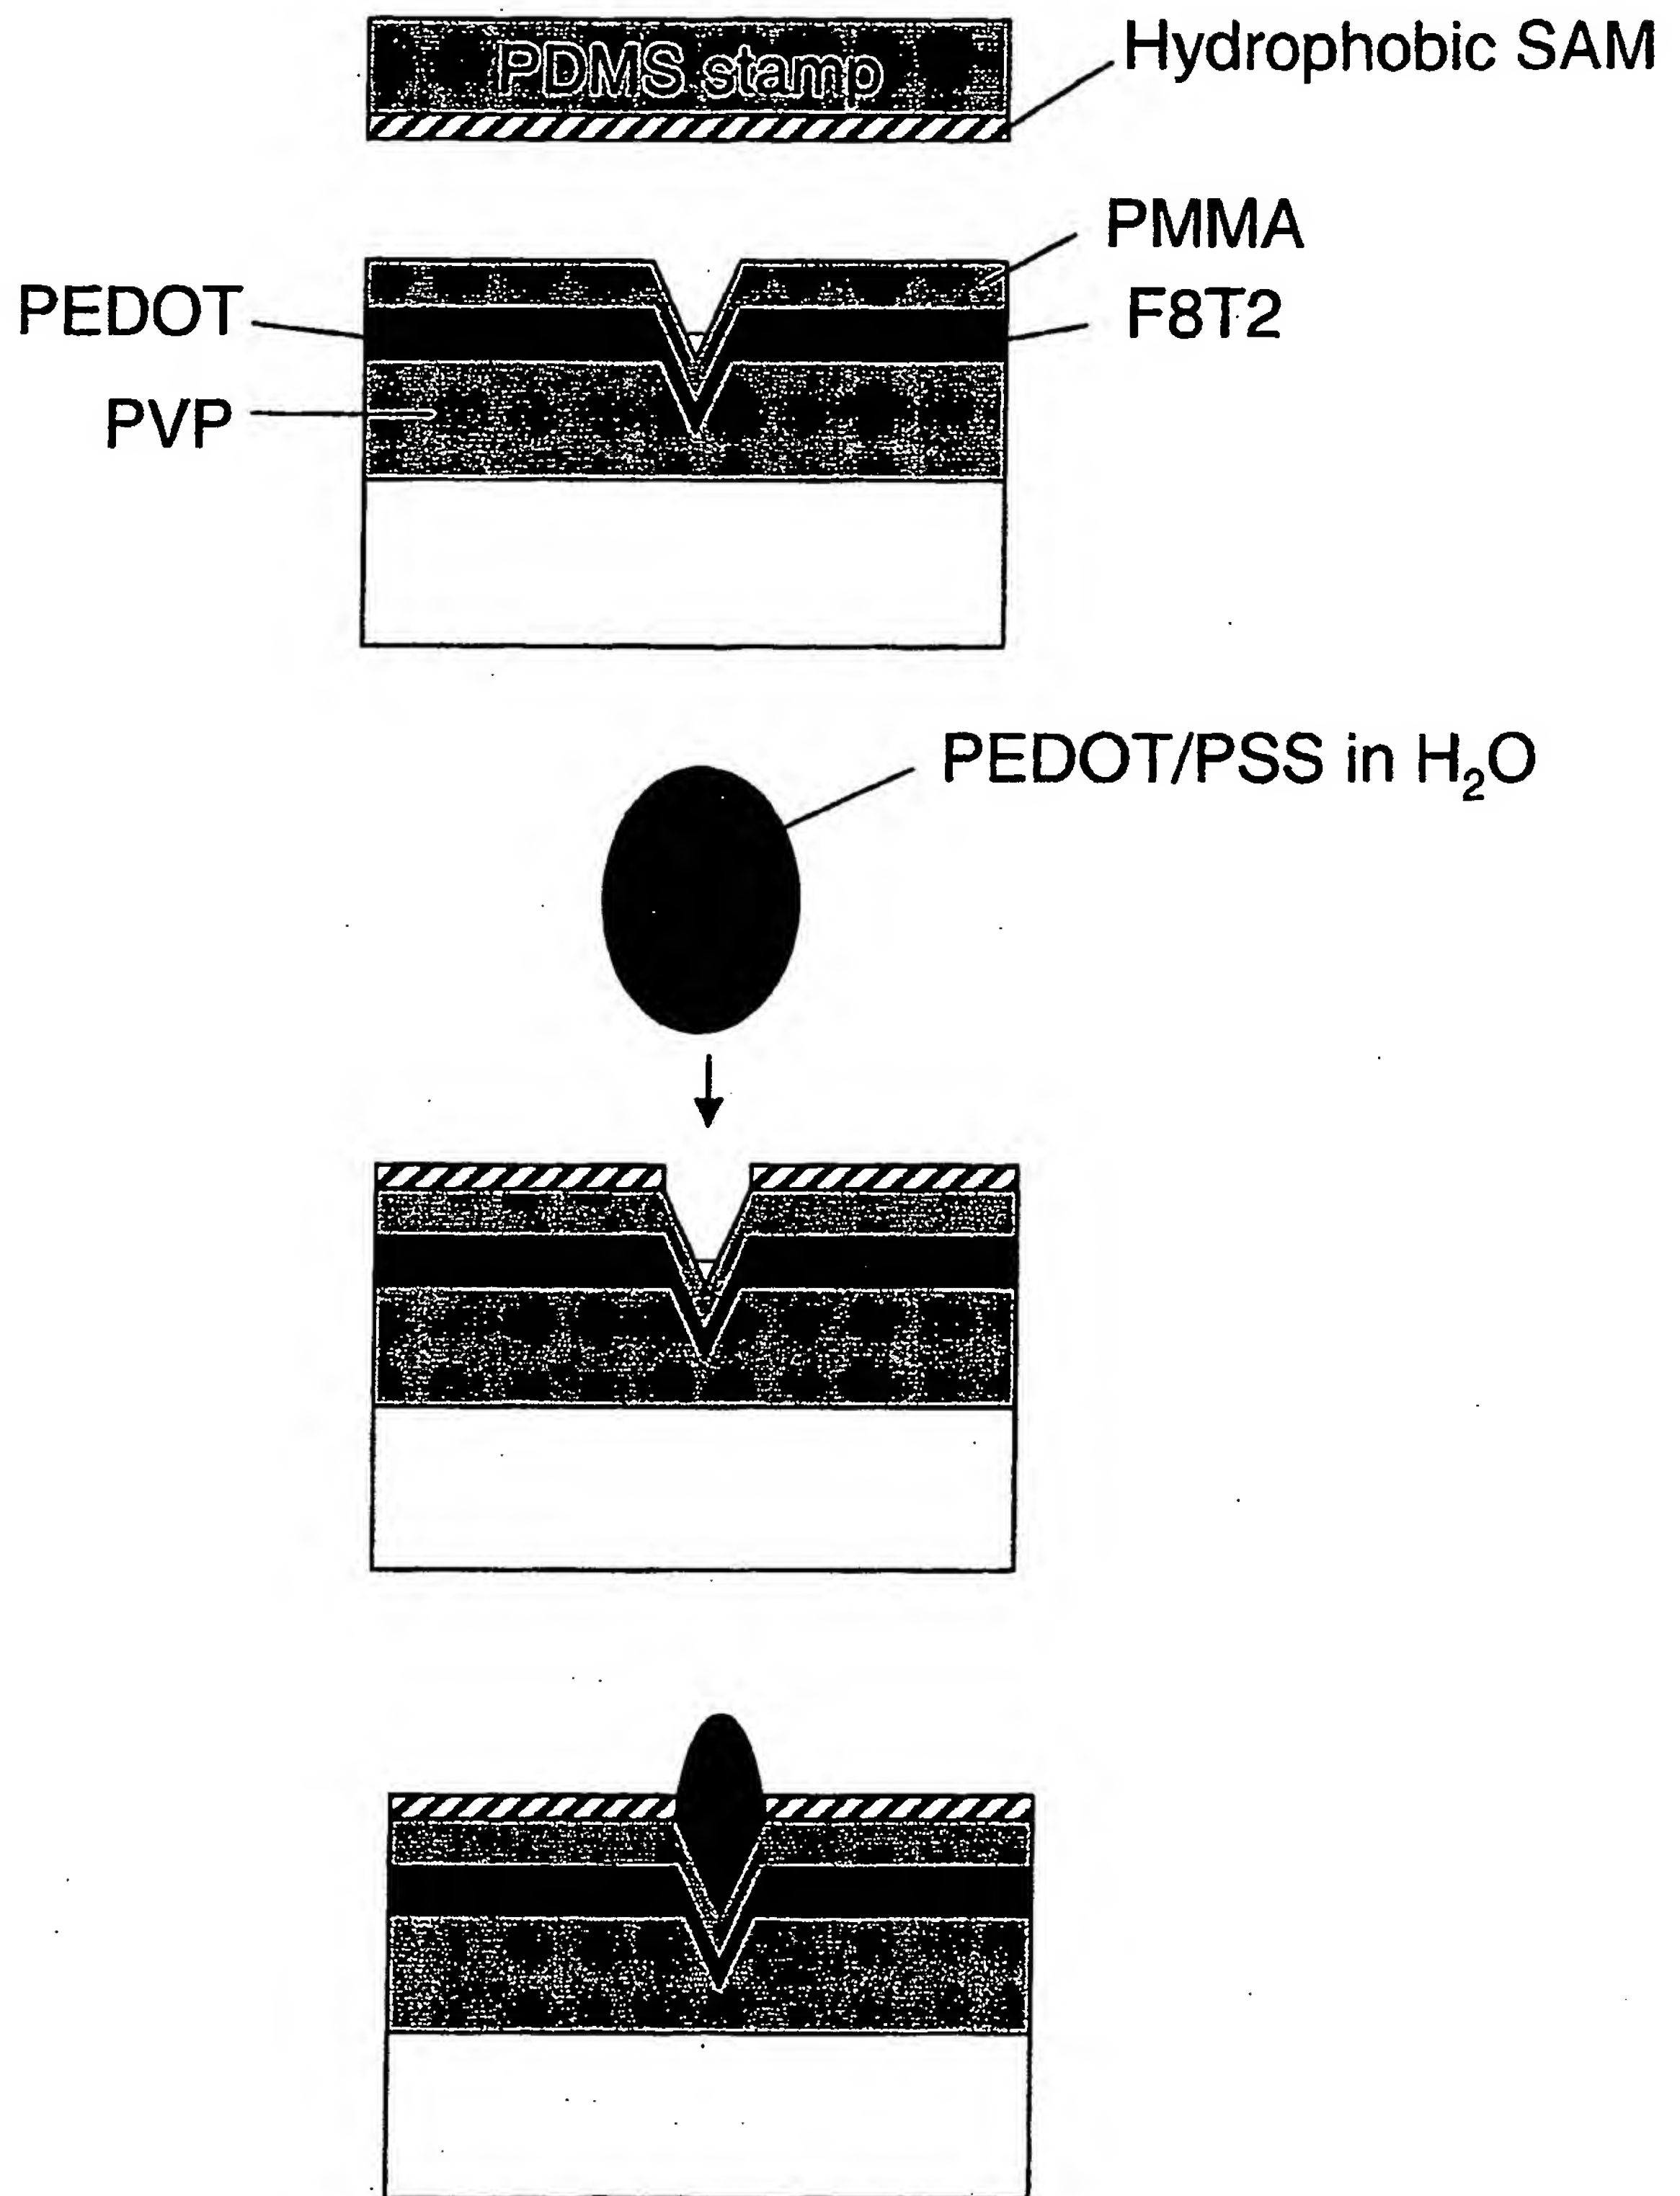 PDMS stamp
Hydrophobic SAM
PMMA
PEDOT
F8T2
PVP
PEDOT/PSS in H₂O